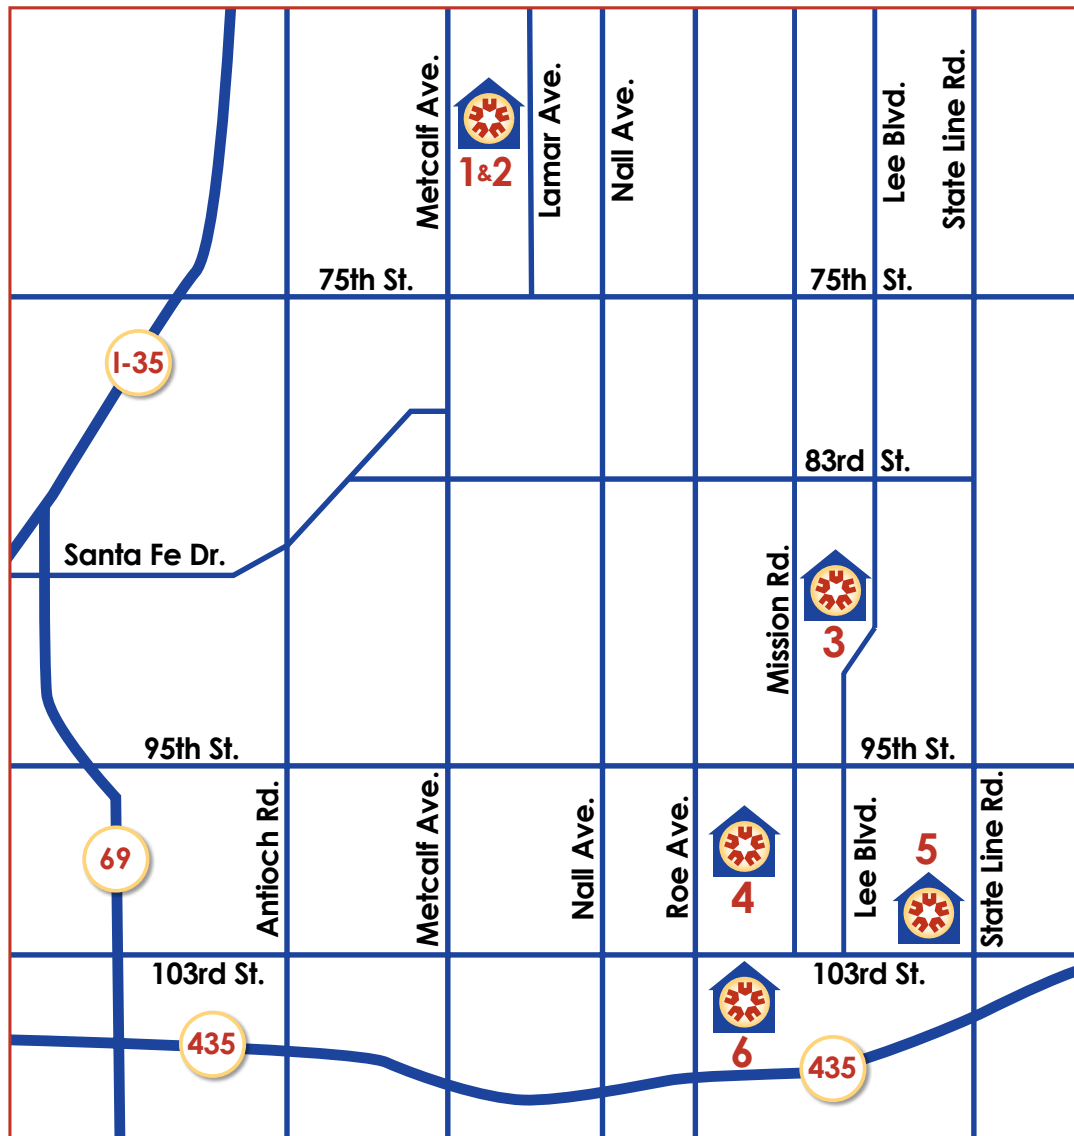 Metcalf Ave.
Lamar Ave.
Nall Ave.
Lee Blvd.
State Line Rd.
1&2
75th St.
75th St.
I-35
83rd St.
Santa Fe Dr.
Mission Rd.
3
95th St.
95th St.
Antioch Rd.
Metcalf Ave.
Nall Ave.
Roe Ave.
Lee Blvd.
State Line Rd.
69
4
5
103rd St.
103rd St.
435
6
435